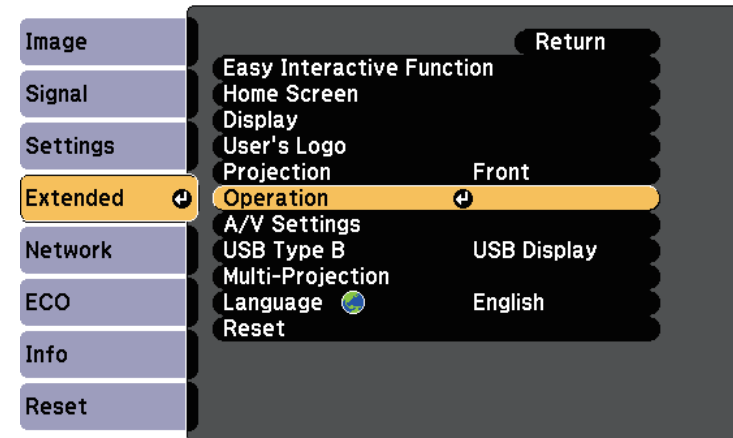 Image
Signal
Settings
Extended
Network
ECO
Info
Reset
Return
Easy Interactive Function
Home Screen
Display
User's Logo
Projection Front
Operation
A/V Settings
USB Type B USB Display
Multi-Projection
Language English
Reset